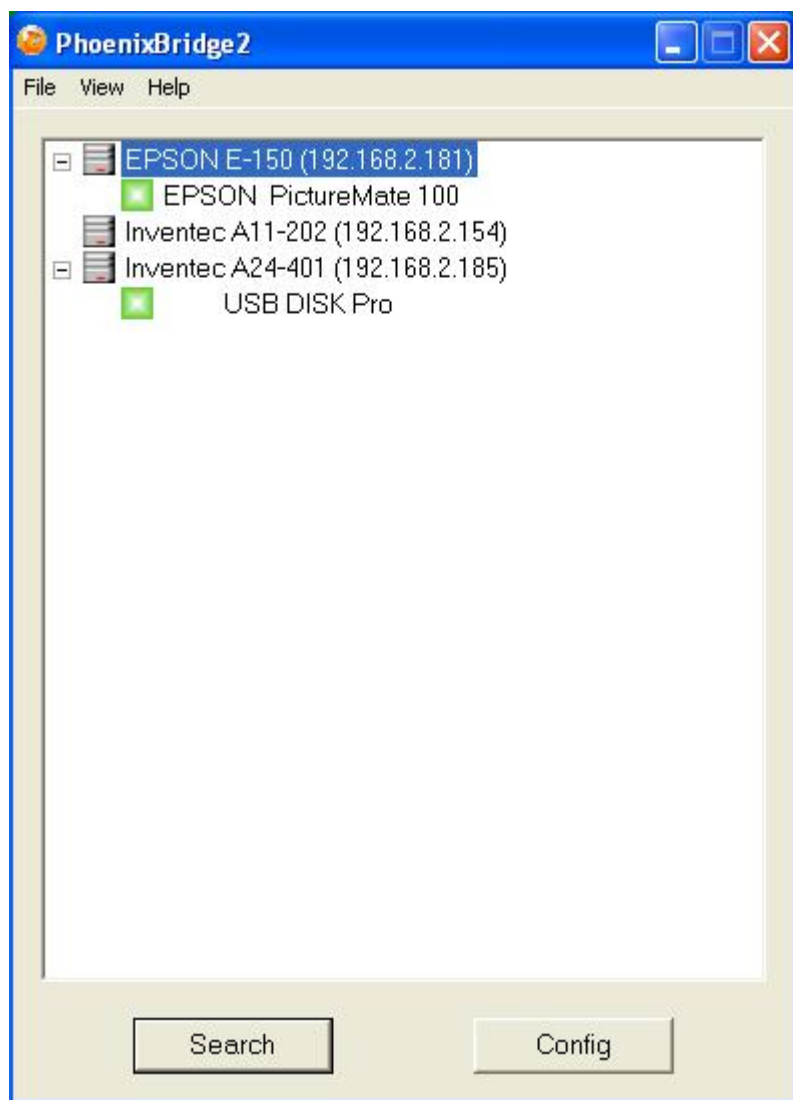 PhoenixBridge2
File View Help
EPSON E-150 (192.168.2.181)
EPSON PictureMate 100
Inventec A11-202 (192.168.2.154)
Inventec A24-401 (192.168.2.185)
USB DISK Pro
Search Config